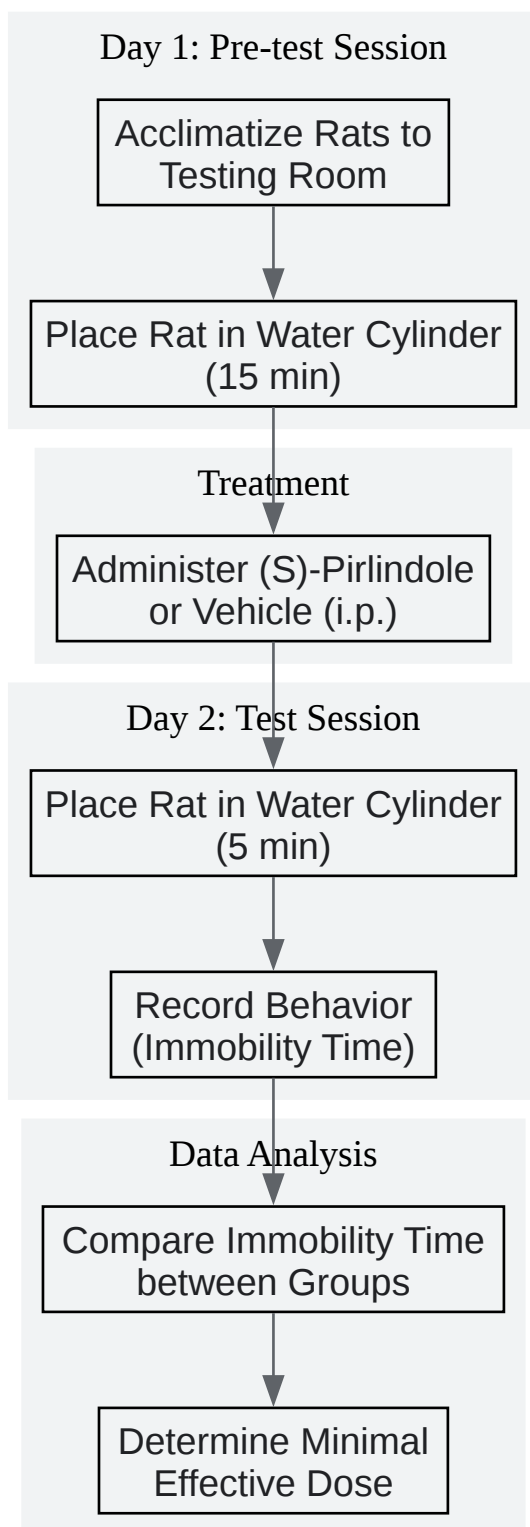 Day 1: Pre-test Session
Acclimatize Rats to
Testing Room
Place Rat in Water Cylinder
(15 min)
Treatment
Administer (S)-Pirlindole
or Vehicle (i.p.)
Day 2: Test Session
Place Rat in Water Cylinder
(5 min)
Record Behavior
(Immobility Time)
Data Analysis
Compare Immobility Time
between Groups
Determine Minimal
Effective Dose